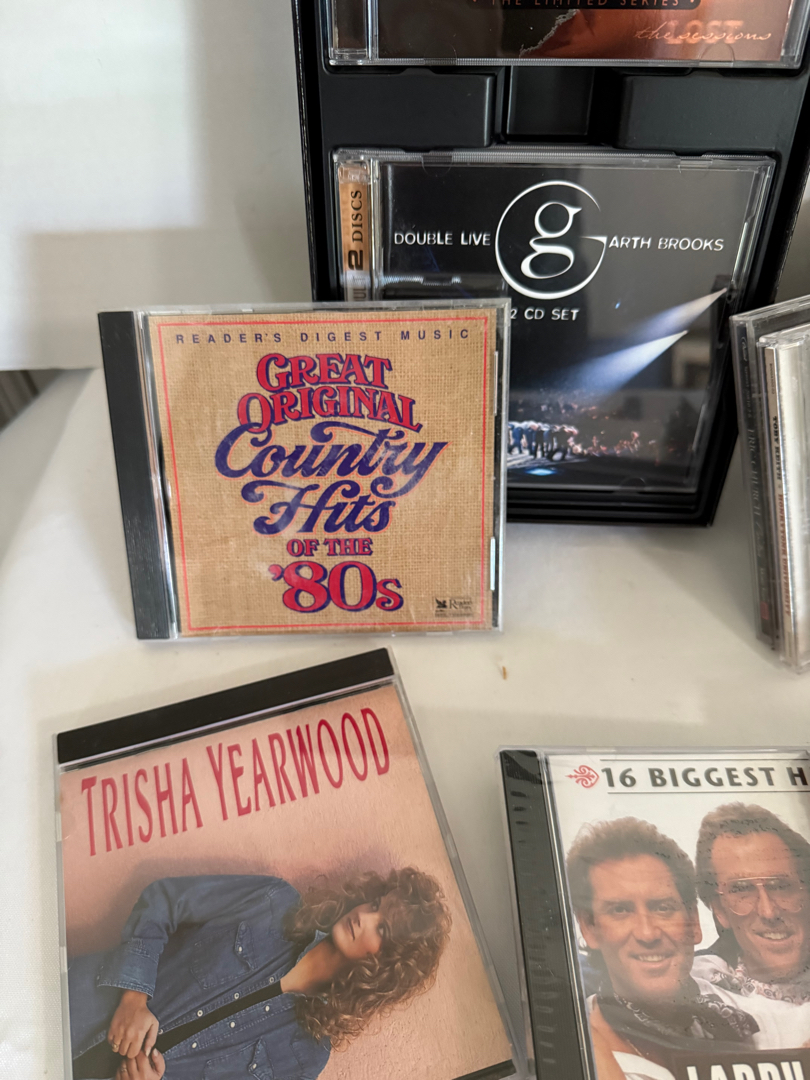 THE LIMITED SERIES
the LOST sessions
2 DISCS
DOUBLE LIVE g ARTH BROOKS
2 CD SET
READER'S DIGEST MUSIC
GREAT
ORIGINAL
Country
Hits
OF THE
'80s
TRISHA YEARWOOD
16 BIGGEST H